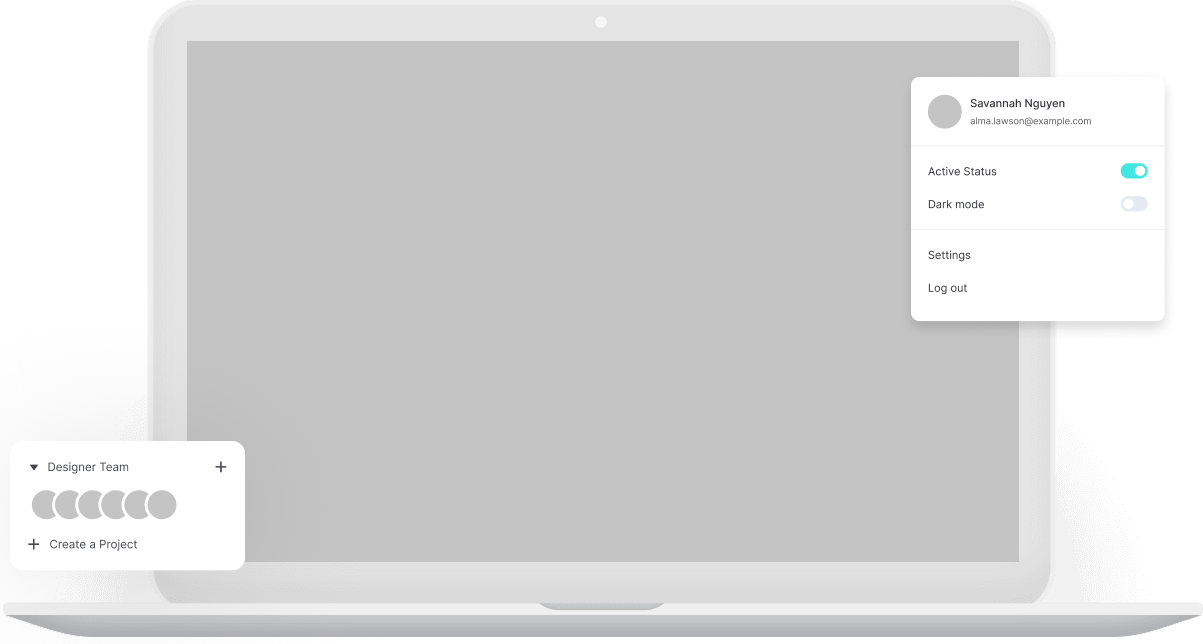 Savannah Nguyen
alma.lawson@example.com
Active Status
Dark mode
Settings
Log out
Designer Team
Create a Project